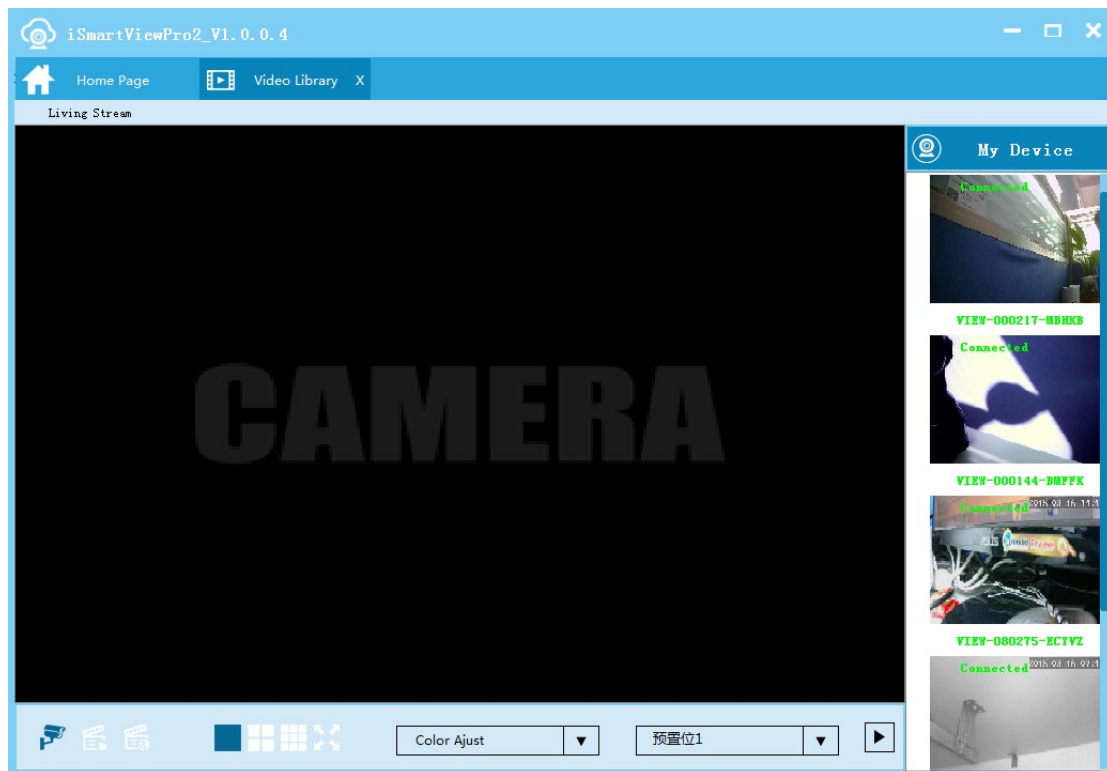 iSmartViewPro2_V1.0.0.4
Home Page
Video Library X
Living Stream
My Device
CAMERA
Connected
VIEW-000217-MBHKB
Connected
VIEW-000144-BMFFK
Connected
VIEW-080275-ECYVZ
Connected
Color Ajust
预置位1